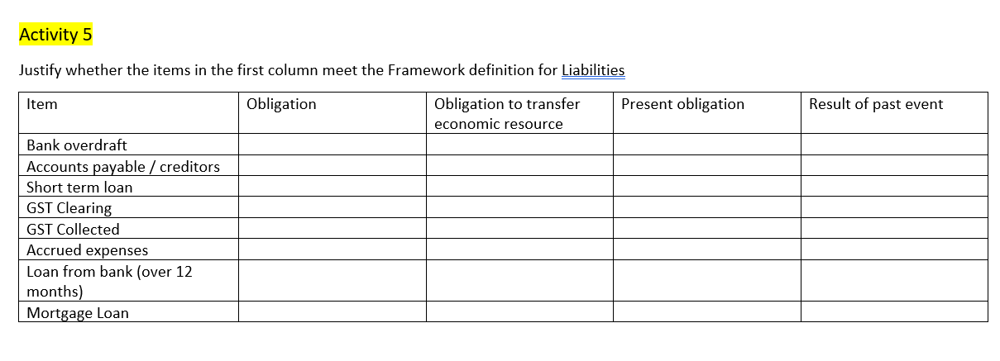 Activity 5
Justify whether the items in the first column meet the Framework definition for Liabilities
Item
Obligation
Obligation to transfer
economic resource
Present obligation
Result of past event
Bank overdraft
Accounts payable / creditors
Short term loan
GST Clearing
GST Collected
Accrued expenses
Loan from bank (over 12
months)
Mortgage Loan